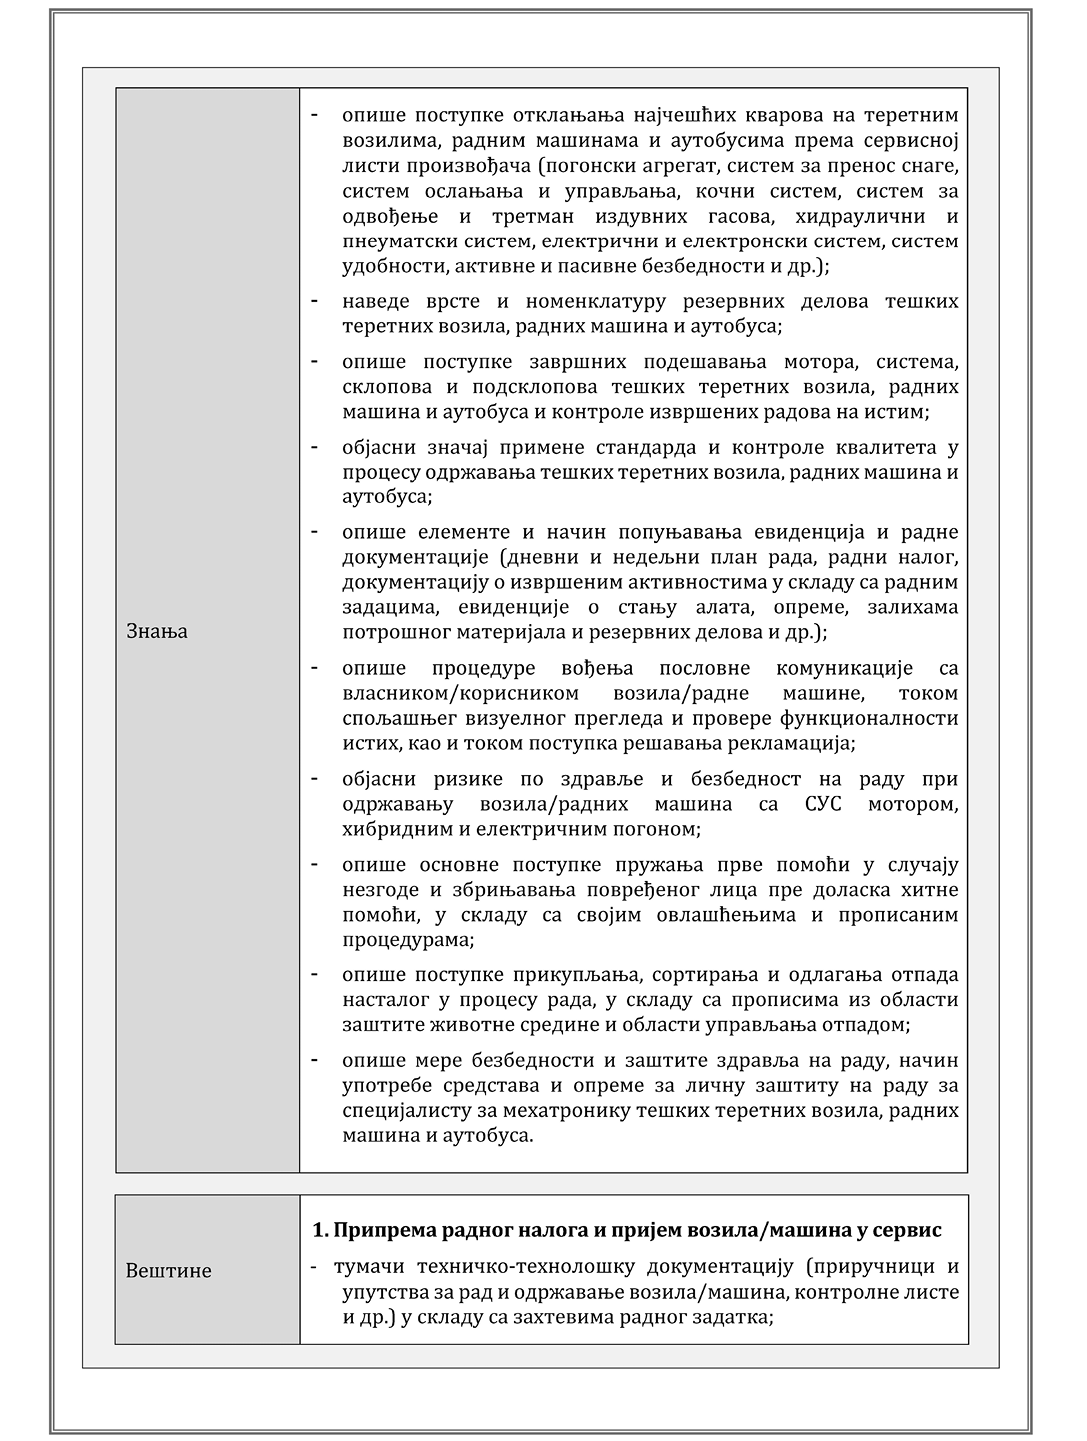 - опише поступке отклањања најчешћих кварова на теретним
возилима, радним машинама и аутобусима према сервисној
листи произвођача (погонски агрегат, систем за пренос снаге,
систем ослањања и управљања, кочни систем, систем за
одвођење и третман издувних гасова, хидраулични и
пнеуматски систем, електрични и електронски систем, систем
удобности, активне и пасивне безбедности и др.);
- наведе врсте и номенклатуру резервних делова тешких
теретних возила, радних машина и аутобуса;
- опише поступке завршних подешавања мотора, система,
склопова и подсклопова тешких теретних возила, радних
машина и аутобуса и контроле извршених радова на истим;
- објасни значај примене стандарда и контроле квалитета у
процесу одржавања тешких теретних возила, радних машина и
аутобуса;
- опише елементе и начин попуњавања евиденција и радне
документације (дневни и недељни план рада, радни налог,
документацију о извршеним активностима у складу са радним
задацима, евиденције о стању алата, опреме, залихама
потрошног материјала и резервних делова и др.);
Знања
- опише процедуре вођења пословне комуникације са
власником/корисником возила/радне машине, током
спољашњег визуелног прегледа и провере функционалности
истих, као и током поступка решавања рекламација;
- објасни ризике по здравље и безбедност на раду при
одржавању возила/радних машина са СУС мотором,
хибридним и електричним погоном;
- опише основне поступке пружања прве помоћи у случају
незгоде и збрињавања повређеног лица пре доласка хитне
помоћи, у складу са својим овлашћењима и прописаним
процедурама;
- опише поступке прикупљања, сортирања и одлагања отпада
насталог у процесу рада, у складу са прописима из области
заштите животне средине и области управљања отпадом;
- опише мере безбедности и заштите здравља на раду, начин
употребе средстава и опреме за личну заштиту на раду за
специјалисту за мехатронику тешких теретних возила, радних
машина и аутобуса.
1. Припрема радног налога и пријем возила/машина у сервис
Вештине
- тумачи техничко-технолошку документацију (приручници и
упутства за рад и одржавање возила/машина, контролне листе
и др.) у складу са захтевима радног задатка;